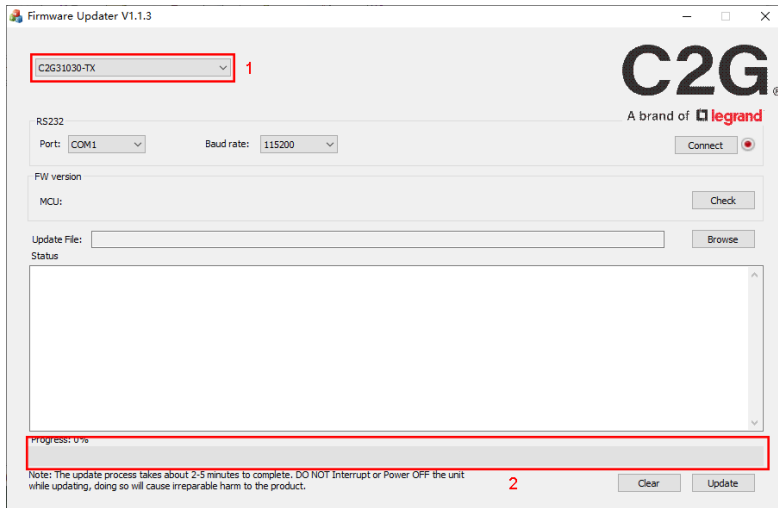 Firmware Updater V1.1.3
C2G31030-TX
1
C2G®
A brand of legrand
RS232
Port: COM1 Baud rate: 115200 Connect
FW version
MCU: Check
Update File: Browse
Status
Progress: 0%
Note: The update process takes about 2-5 minutes to complete. DO NOT Interrupt or Power OFF the unit
while updating, doing so will cause irreparable harm to the product.
2
Clear Update